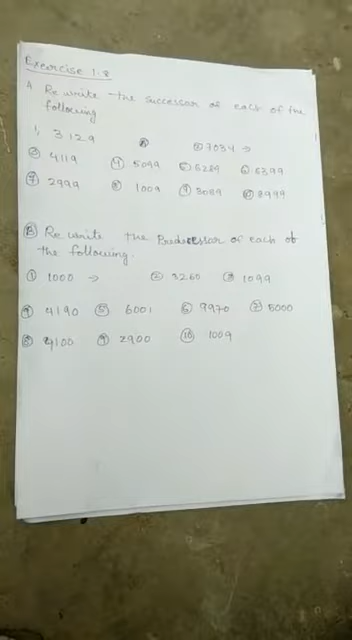 Exercise 1.8
A Re write the successor of each of the
following
1, 3129 ② 7034 →
③ 4119 ④ 5099 ⑤ 5289 ⑥ 6399
⑦ 2999 ⑧ 1009 ⑨ 3089 ⑩ 8999
B) Re write the Predecessor of each of
the following.
① 1000 → ② 3260 ③ 1099
④ 4190 ⑤ 6001 ⑥ 9970 ⑦ 5000
⑧ 4100 ⑨ 2900 ⑩ 1009